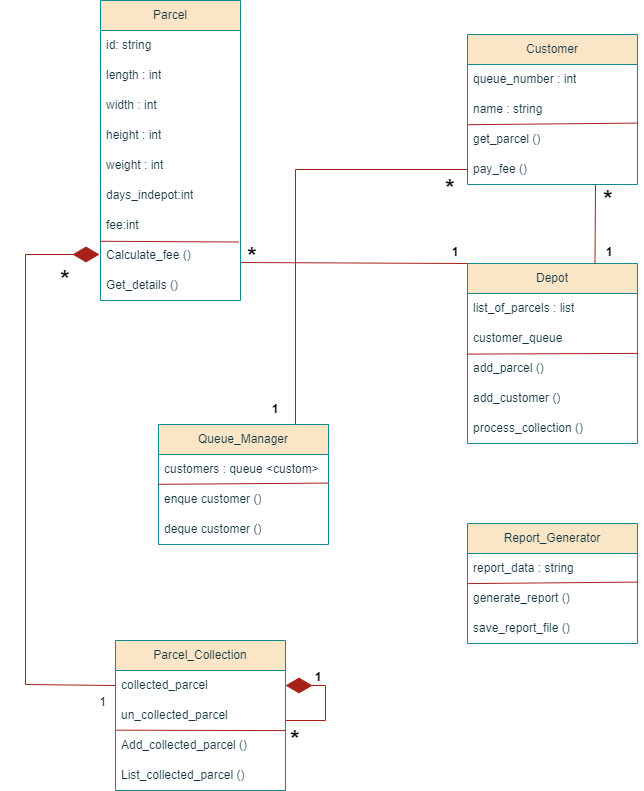 Parcel
id: string
length : int
width : int
height : int
weight : int
days_indepot:int
fee:int
Calculate_fee ()
Get_details ()
*
*
Customer
queue_number : int
name : string
get_parcel ()
pay_fee ()
*
*
1
1
Depot
list_of_parcels : list
customer_queue
add_parcel ()
add_customer ()
process_collection ()
1
Queue_Manager
customers : queue <custom>
enque customer ()
deque customer ()
Report_Generator
report_data : string
generate_report ()
save_report_file ()
Parcel_Collection
collected_parcel
un_collected_parcel
Add_collected_parcel ()
List_collected_parcel ()
1
1
*